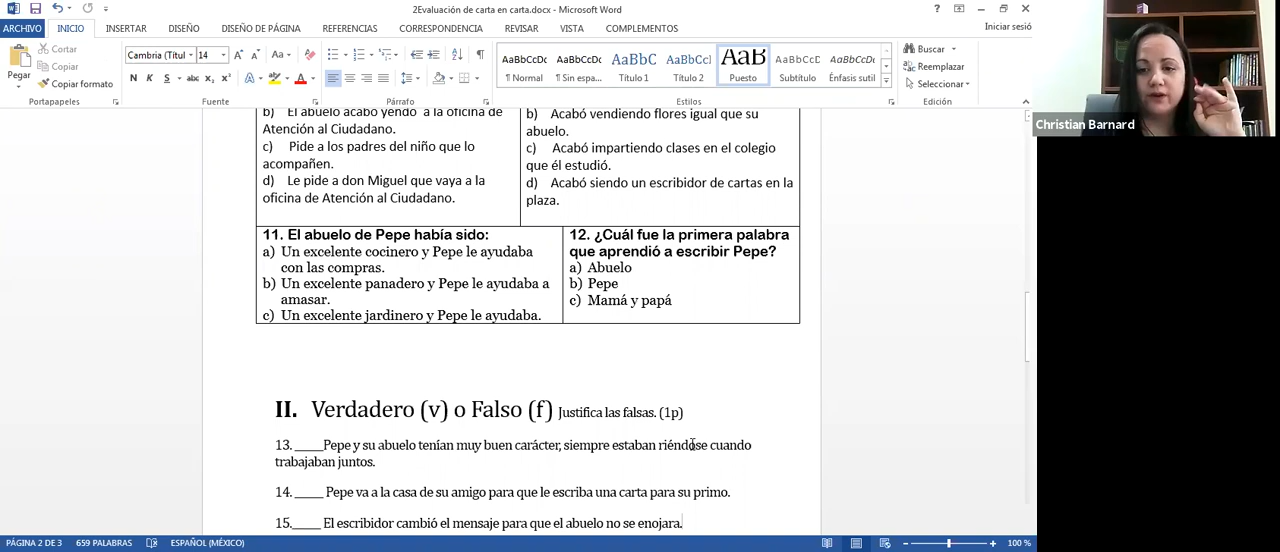 2Evaluación de carta en carta.docx - Microsoft Word
ARCHIVO INICIO INSERTAR DISEÑO DISEÑO DE PÁGINA REFERENCIAS CORRESPONDENCIA REVISAR VISTA COMPLEMENTOS
Iniciar sesió
Pegar
Cortar
Copiar
Copiar formato
Portapapeles
Cambria (Títul 14
N K S abc x₂ x²
Fuente
Párrafo
AaBbCcDc AaBbCcDc AaBbC AaBbCcI AaB AaBbCcDc AaBbCcDc
¶ Normal ¶ Sin espa... Título 1 Título 2 Puesto Subtítulo Énfasis sutil
Estilos
Buscar
Reemplazar
Seleccionar
Edición
Christian Barnard
b) El abuelo acabó yendo a la oficina de
Atención al Ciudadano.
c) Pide a los padres del niño que lo
acompañen.
d) Le pide a don Miguel que vaya a la
oficina de Atención al Ciudadano.
b) Acabó vendiendo flores igual que su
abuelo.
c) Acabó impartiendo clases en el colegio
que él estudió.
d) Acabó siendo un escribidor de cartas en la
plaza.
11. El abuelo de Pepe había sido:
a) Un excelente cocinero y Pepe le ayudaba
con las compras.
b) Un excelente panadero y Pepe le ayudaba a
amasar.
c) Un excelente jardinero y Pepe le ayudaba.
12. ¿Cuál fue la primera palabra
que aprendió a escribir Pepe?
a) Abuelo
b) Pepe
c) Mamá y papá
II. Verdadero (v) o Falso (f) Justifica las falsas. (1p)
13. _____Pepe y su abuelo tenían muy buen carácter, siempre estaban riéndose cuando
trabajaban juntos.
14. _____ Pepe va a la casa de su amigo para que le escriba una carta para su primo.
15._____ El escribidor cambió el mensaje para que el abuelo no se enojara.
PÁGINA 2 DE 3 659 PALABRAS ESPAÑOL (MÉXICO) 100 %